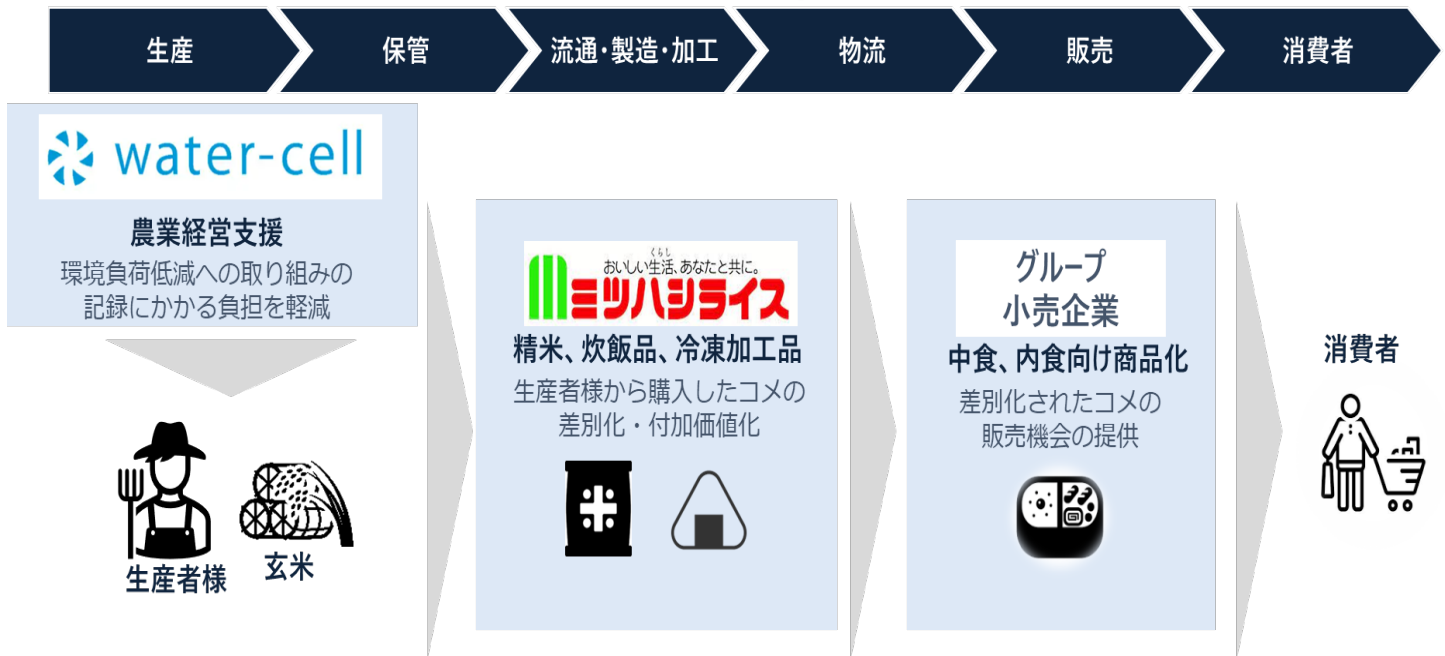 生産
保管
流通・製造・加工
物流
販売
消費者
water-cell
農業経営支援
環境負荷低減への取り組みの
記録にかかる負担を軽減
生産者様
玄米
くらし
おいしい生活、あなたと共に。
ミツハシライス
精米、炊飯品、冷凍加工品
生産者様から購入したコメの
差別化・付加価値化
グループ
小売企業
中食、内食向け商品化
差別化されたコメの
販売機会の提供
消費者